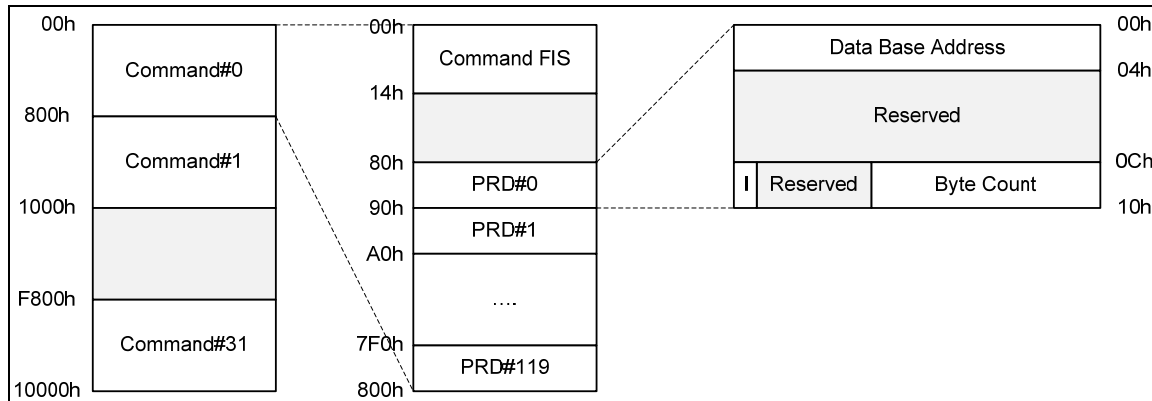 00h
Command#0
800h
Command#1
1000h
F800h
Command#31
10000h
00h
Command FIS
14h
80h
PRD#0
90h
PRD#1
A0h
....
7F0h
PRD#119
800h
00h
Data Base Address
04h
Reserved
0Ch
I Reserved Byte Count
10h